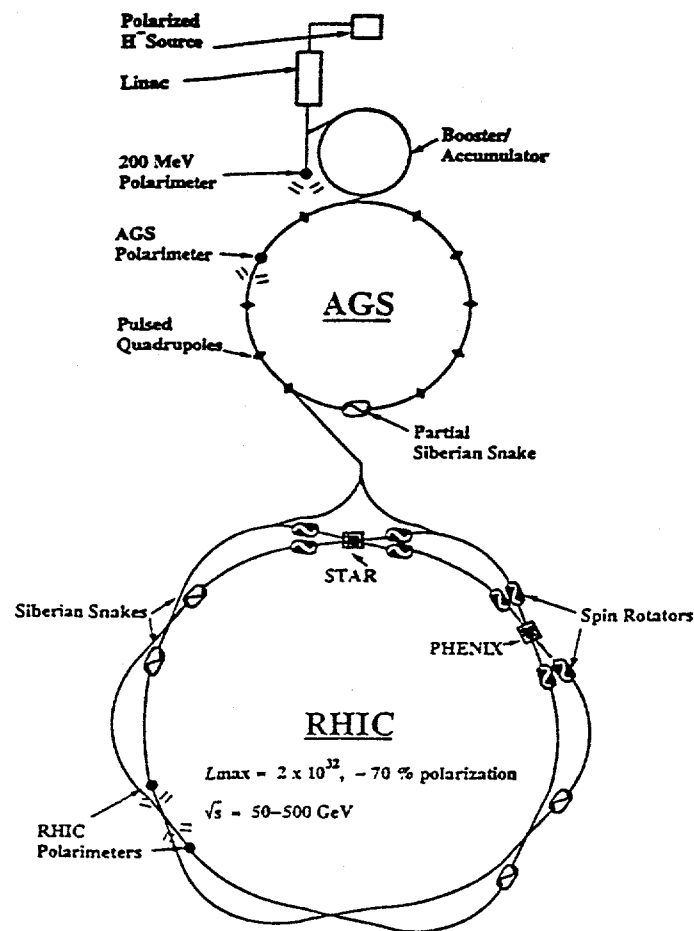 Polarized
H⁻ Source
Linac
Booster/
Accumulator
200 MeV
Polarimeter
AGS
Polarimeter
AGS
Pulsed
Quadrupoles
Partial
Siberian Snake
STAR
Siberian Snakes
Spin Rotators
PHENIX
RHIC
Lmax = 2 x 10³², ~70 % polarization
√s = 50–500 GeV
RHIC
Polarimeters